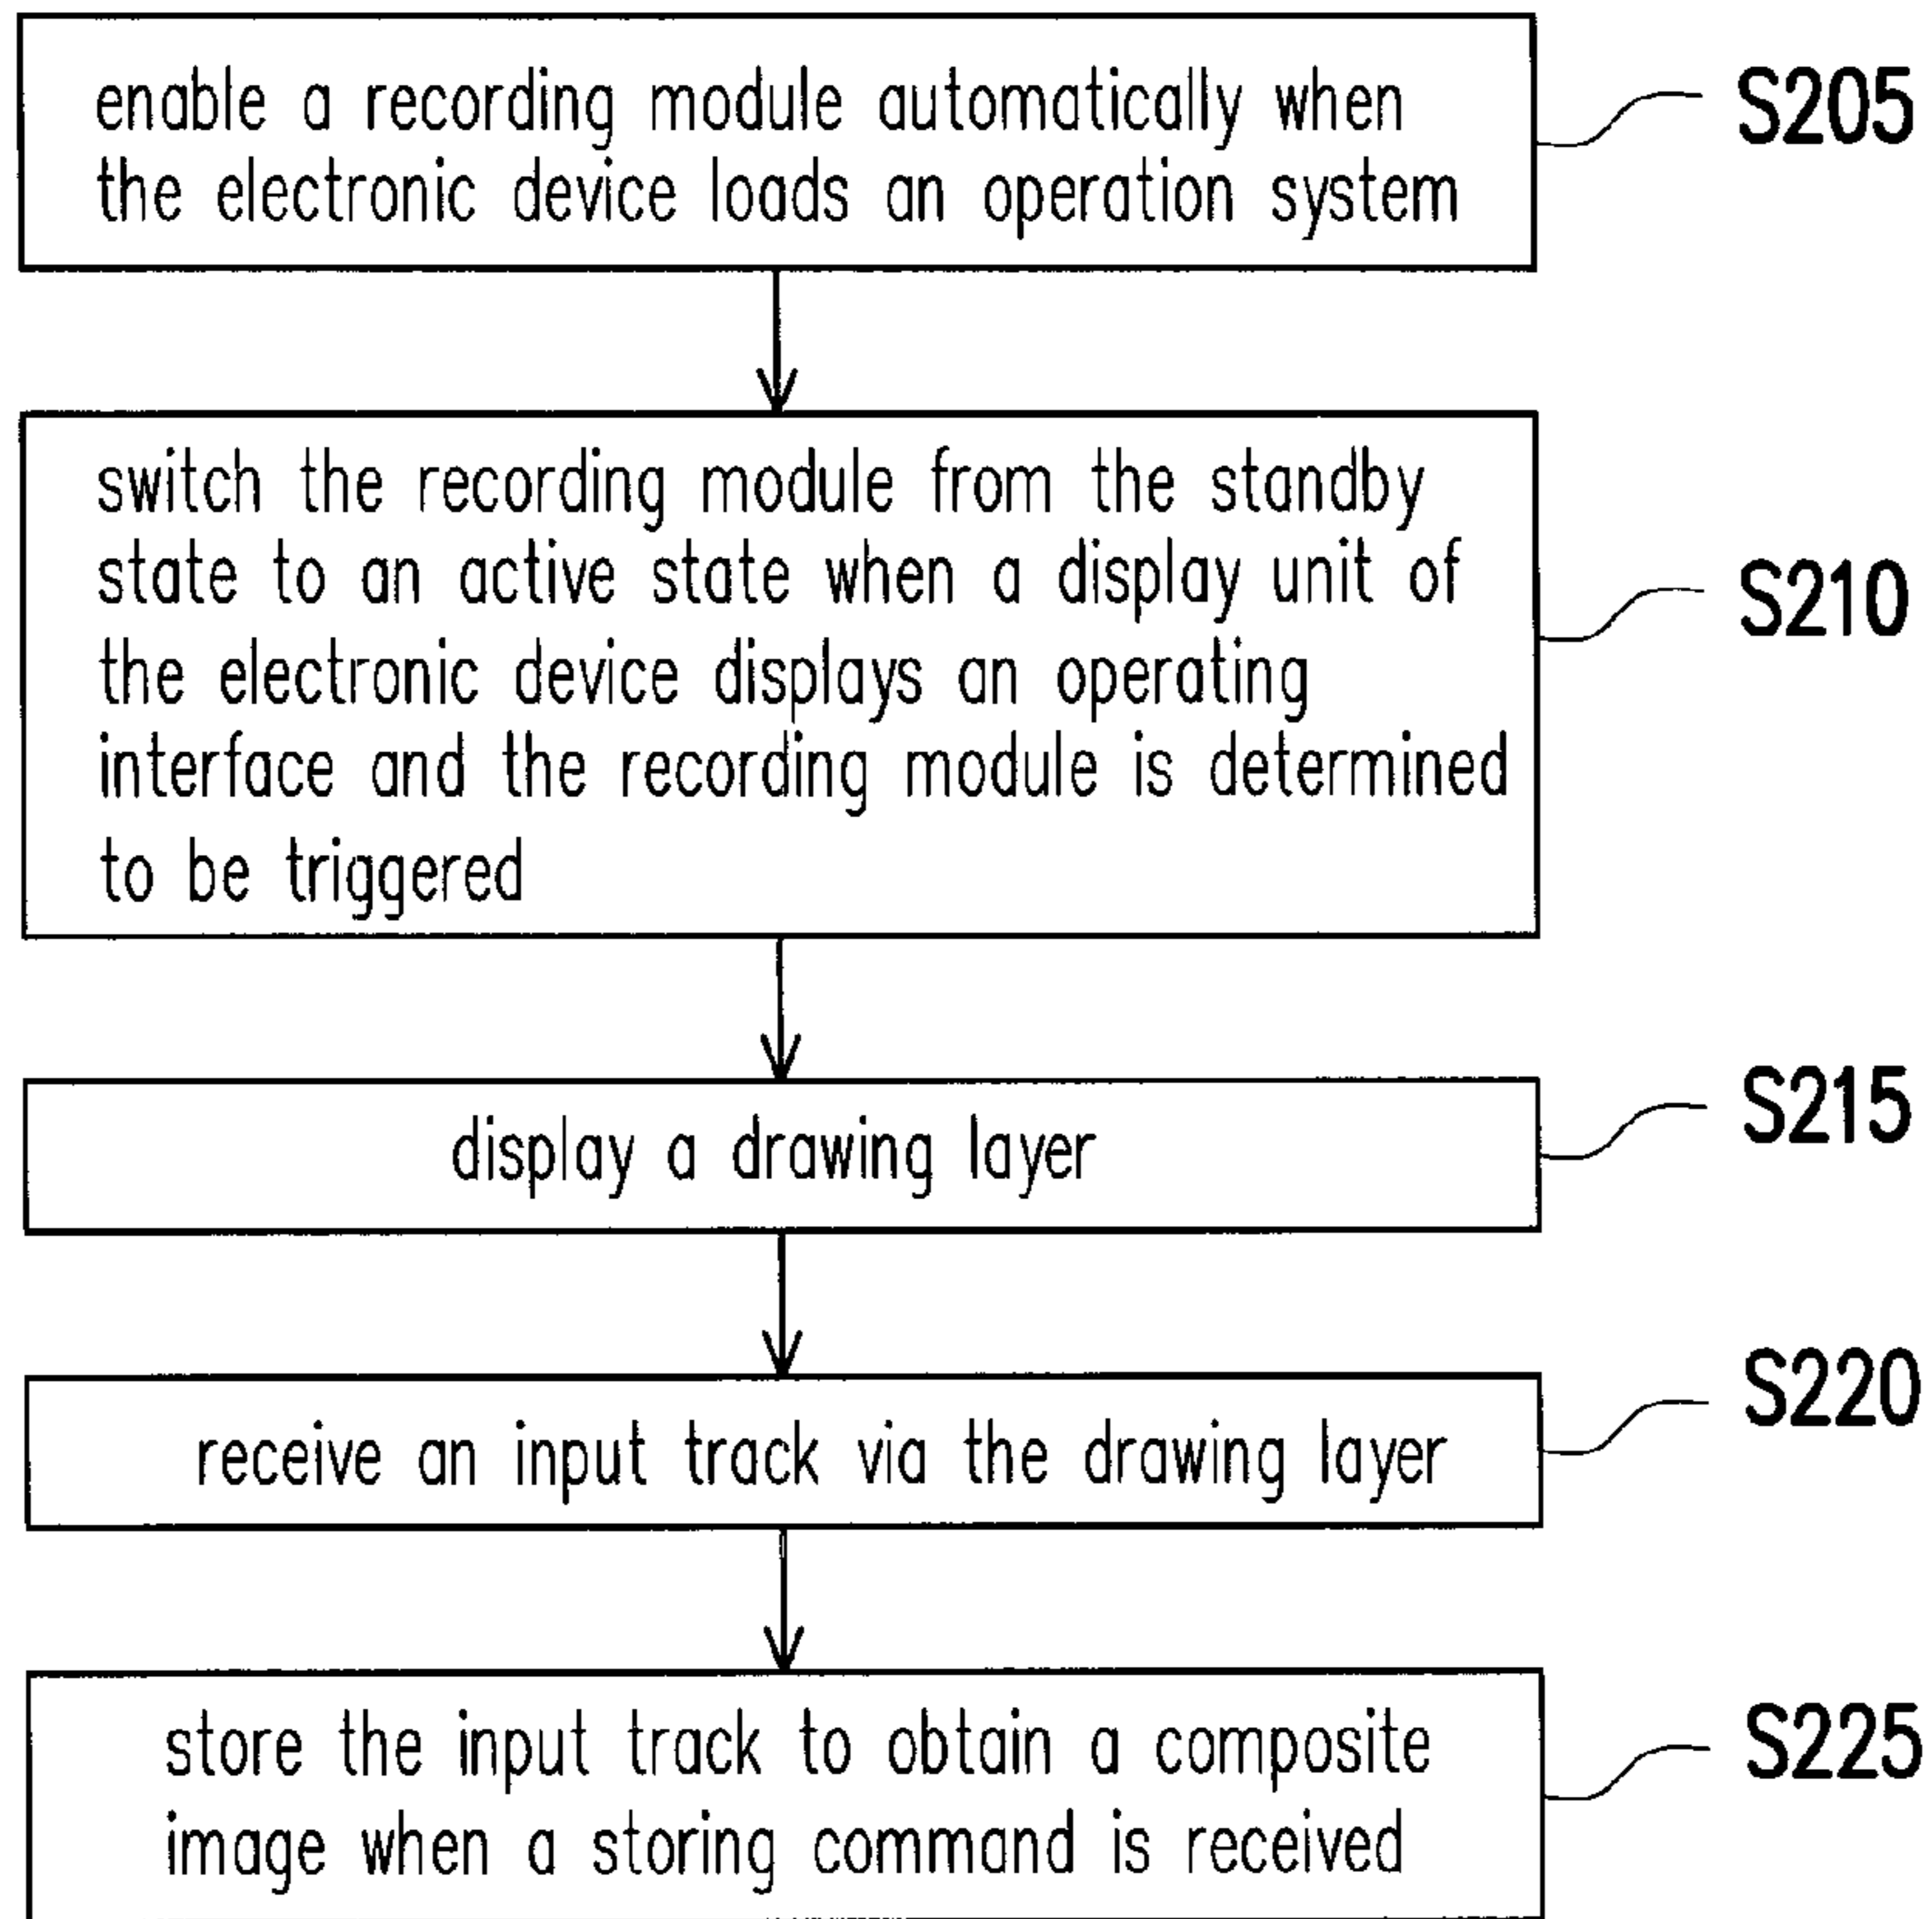 enable a recording module automatically when
the electronic device loads an operation system
S205
switch the recording module from the standby
state to an active state when a display unit of
the electronic device displays an operating
interface and the recording module is determined
to be triggered
S210
display a drawing layer
S215
receive an input track via the drawing layer
S220
store the input track to obtain a composite
image when a storing command is received
S225